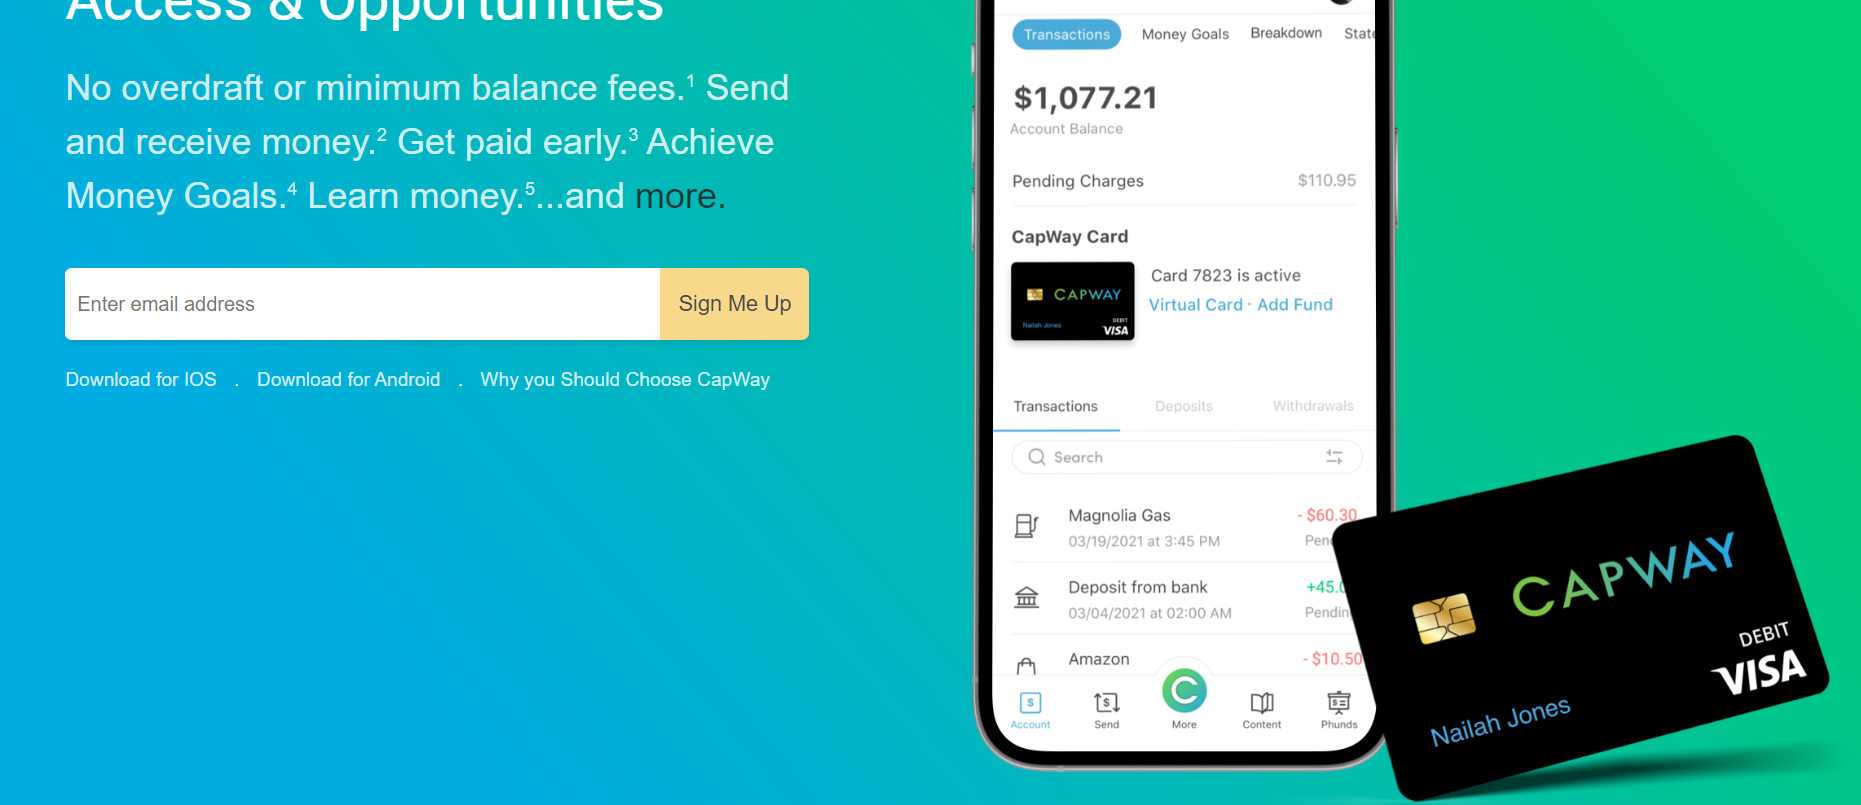 Access & Opportunities
No overdraft or minimum balance fees.¹ Send
and receive money.² Get paid early.³ Achieve
Money Goals.⁴ Learn money.⁵...and more.
Enter email address
Sign Me Up
Download for IOS . Download for Android . Why you Should Choose CapWay
Transactions Money Goals Breakdown
$1,077.21
Account Balance
Pending Charges $110.95
CapWay Card
CAPWAY
Nailah Jones
DEBIT
VISA
Card 7823 is active
Virtual Card · Add Fund
Transactions Deposits Withdrawals
Search
Magnolia Gas - $60.30
03/19/2021 at 3:45 PM
Deposit from bank
03/04/2021 at 02:00 AM
Amazon - $10.50
Account Send More Content Phunds
CAPWAY
DEBIT
VISA
Nailah Jones